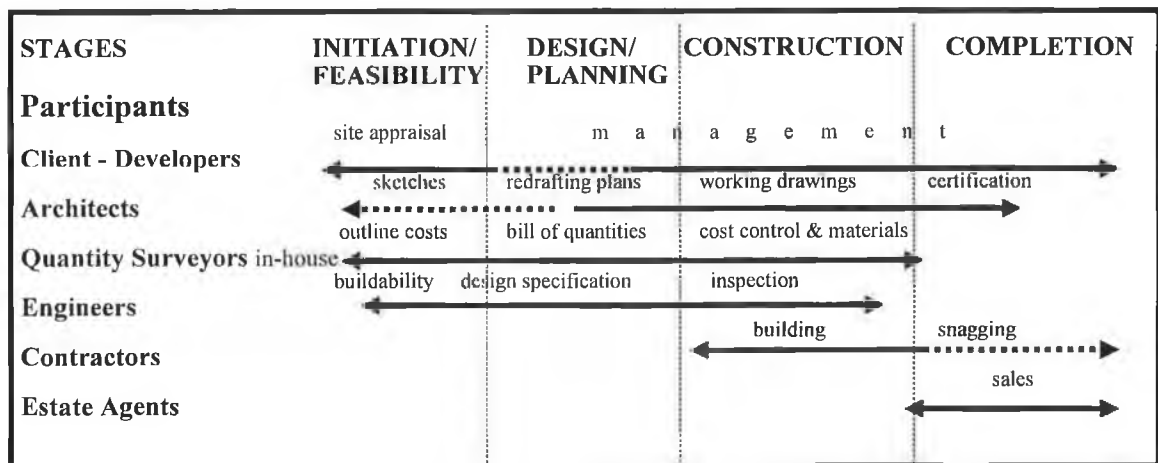 STAGES INITIATION/ DESIGN/ CONSTRUCTION COMPLETION
FEASIBILITY PLANNING
Participants
site appraisal management
Client - Developers
sketches redrafting plans working drawings certification
Architects
outline costs bill of quantities cost control & materials
Quantity Surveyors in-house
buildability design specification inspection
Engineers
building snagging
Contractors
sales
Estate Agents